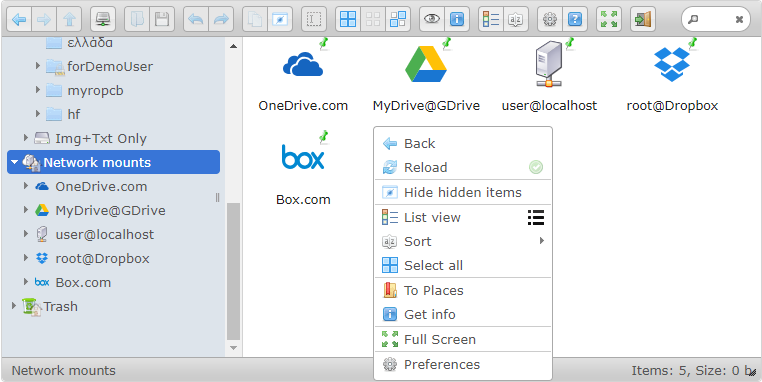 ελλάδα
forDemoUser
myropcb
hf
Img+Txt Only
Network mounts
OneDrive.com
MyDrive@GDrive
user@localhost
root@Dropbox
box Box.com
Trash
OneDrive.com MyDrive@GDrive user@localhost root@Dropbox
box
Box.com
Back
Reload
Hide hidden items
List view
a z Sort
Select all
To Places
Get info
Full Screen
Preferences
Network mounts Items: 5, Size: 0 b